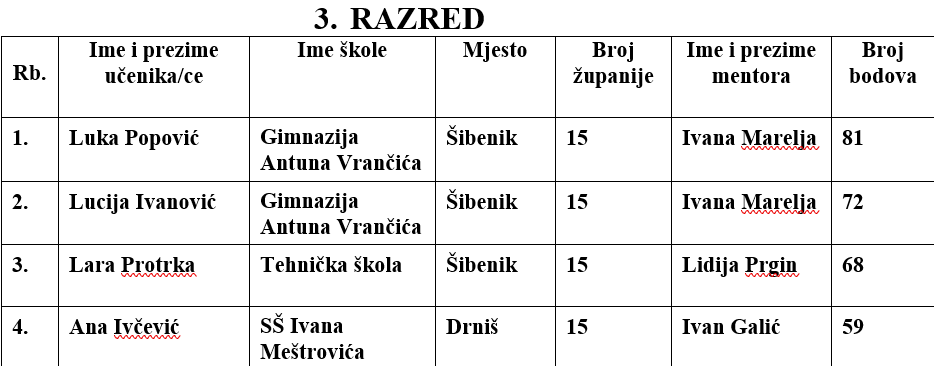 3. RAZRED
Rb. Ime i prezime učenika/ce Ime škole Mjesto Broj županije Ime i prezime mentora Broj bodova
1. Luka Popović Gimnazija Antuna Vrančića Šibenik 15 Ivana Marelja 81
2. Lucija Ivanović Gimnazija Antuna Vrančića Šibenik 15 Ivana Marelja 72
3. Lara Protrka Tehnička škola Šibenik 15 Lidija Prgin 68
4. Ana Ivčević SŠ Ivana Meštrovića Drniš 15 Ivan Galić 59